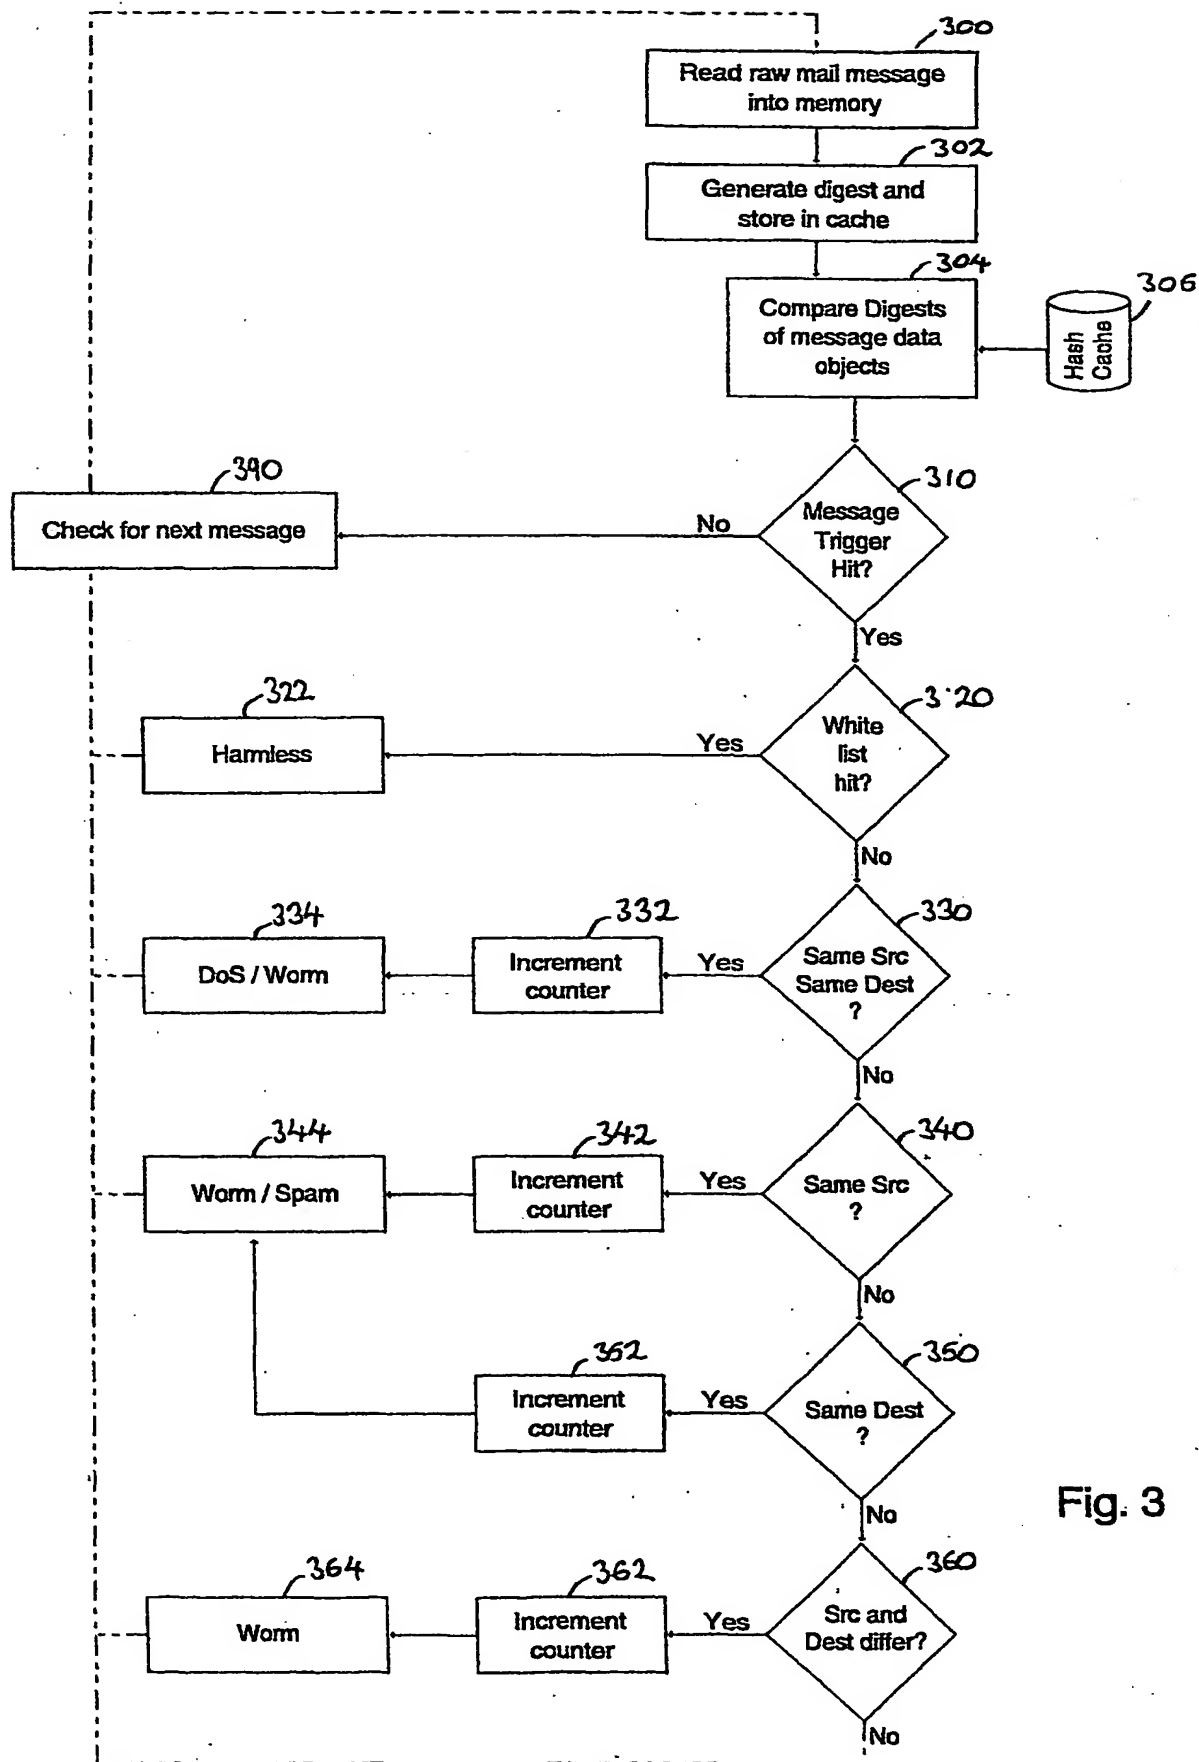 300
Read raw mail message
into memory
302
Generate digest and
store in cache
304
Compare Digests
of message data
objects
306
Hash
Cache
310
Message
Trigger
Hit?
No
390
Check for next message
Yes
320
White
list
hit?
Yes
322
Harmless
No
330
Same Src
Same Dest
?
Yes
332
Increment
counter
334
DoS / Worm
No
340
Same Src
?
Yes
342
Increment
counter
344
Worm / Spam
No
350
Same Dest
?
Yes
352
Increment
counter
Fig. 3
No
360
Src and
Dest differ?
Yes
362
Increment
counter
364
Worm
No